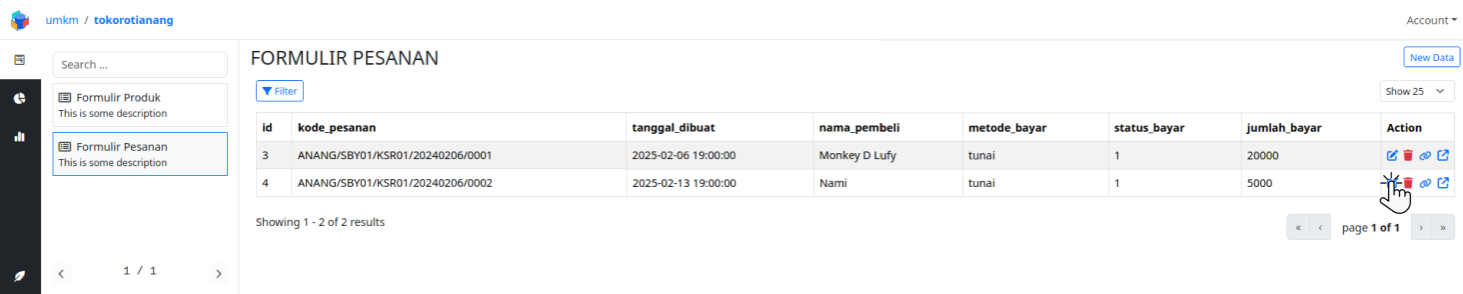 umkm / tokorotianang
Account
Search ...
Formulir Produk
This is some description
Formulir Pesanan
This is some description
1 / 1
FORMULIR PESANAN
New Data
Filter
Show 25
id kode_pesanan tanggal_dibuat nama_pembeli metode_bayar status_bayar jumlah_bayar Action
3 ANANG/SBY01/KSR01/20240206/0001 2025-02-06 19:00:00 Monkey D Lufy tunai 1 20000
4 ANANG/SBY01/KSR01/20240206/0002 2025-02-13 19:00:00 Nami tunai 1 5000
Showing 1 - 2 of 2 results
« ‹ page 1 of 1 › »